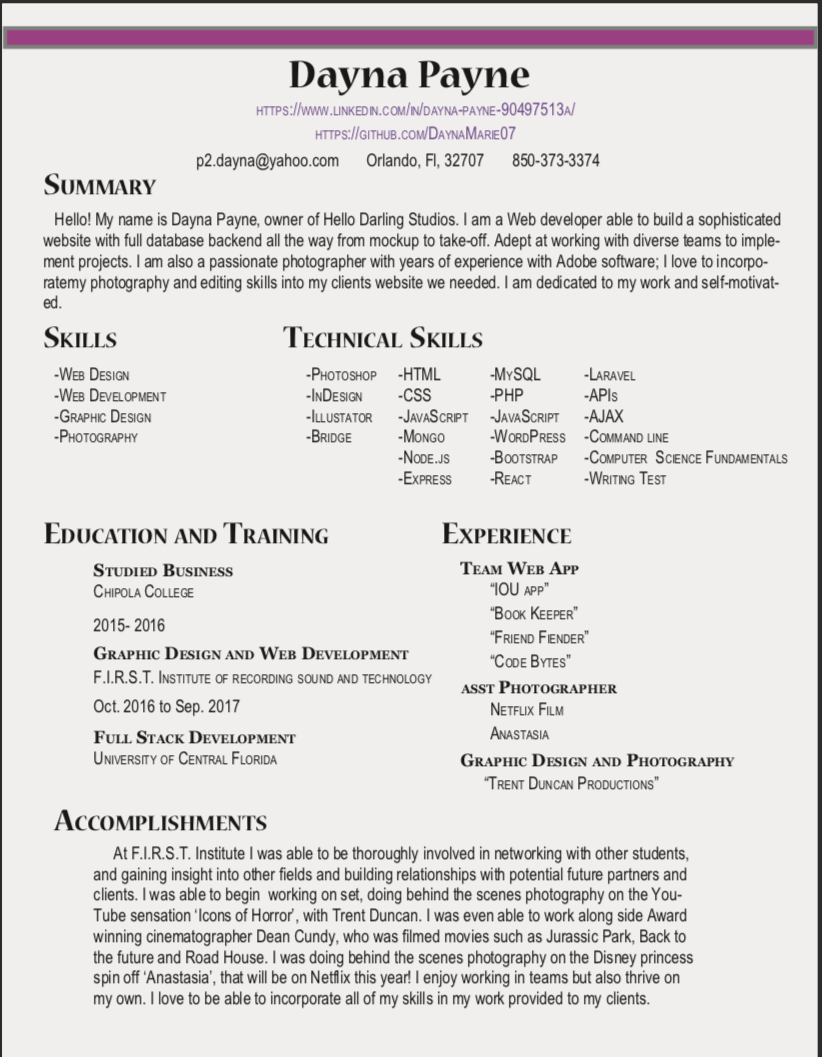 Dayna Payne
https://www.linkedin.com/in/dayna-payne-90497513a/
https://github.com/DaynaMarie07
p2.dayna@yahoo.com Orlando, Fl, 32707 850-373-3374
Summary
Hello! My name is Dayna Payne, owner of Hello Darling Studios. I am a Web developer able to build a sophisticated
website with full database backend all the way from mockup to take-off. Adept at working with diverse teams to imple-
ment projects. I am also a passionate photographer with years of experience with Adobe software; I love to incorpo-
ratemy photography and editing skills into my clients website we needed. I am dedicated to my work and self-motivat-
ed.
Skills
-Web Design
-Web Development
-Graphic Design
-Photography
Technical Skills
-Photoshop -HTML -MySQL -Laravel
-InDesign -CSS -PHP -APIs
-Illustator -JavaScript -JavaScript -AJAX
-Bridge -Mongo -WordPress -Command line
-Node.js -Bootstrap -Computer Science Fundamentals
-Express -React -Writing Test
Education and Training
Studied Business
Chipola College
2015- 2016
Graphic Design and Web Development
F.I.R.S.T. Institute of recording sound and technology
Oct. 2016 to Sep. 2017
Full Stack Development
University of Central Florida
Experience
Team Web App
“IOU app”
“Book Keeper”
“Friend Fiender”
“Code Bytes”
asst Photographer
Netflix Film
Anastasia
Graphic Design and Photography
“Trent Duncan Productions”
Accomplishments
At F.I.R.S.T. Institute I was able to be thoroughly involved in networking with other students,
and gaining insight into other fields and building relationships with potential future partners and
clients. I was able to begin working on set, doing behind the scenes photography on the You-
Tube sensation ‘Icons of Horror’, with Trent Duncan. I was even able to work along side Award
winning cinematographer Dean Cundy, who was filmed movies such as Jurassic Park, Back to
the future and Road House. I was doing behind the scenes photography on the Disney princess
spin off ‘Anastasia’, that will be on Netflix this year! I enjoy working in teams but also thrive on
my own. I love to be able to incorporate all of my skills in my work provided to my clients.